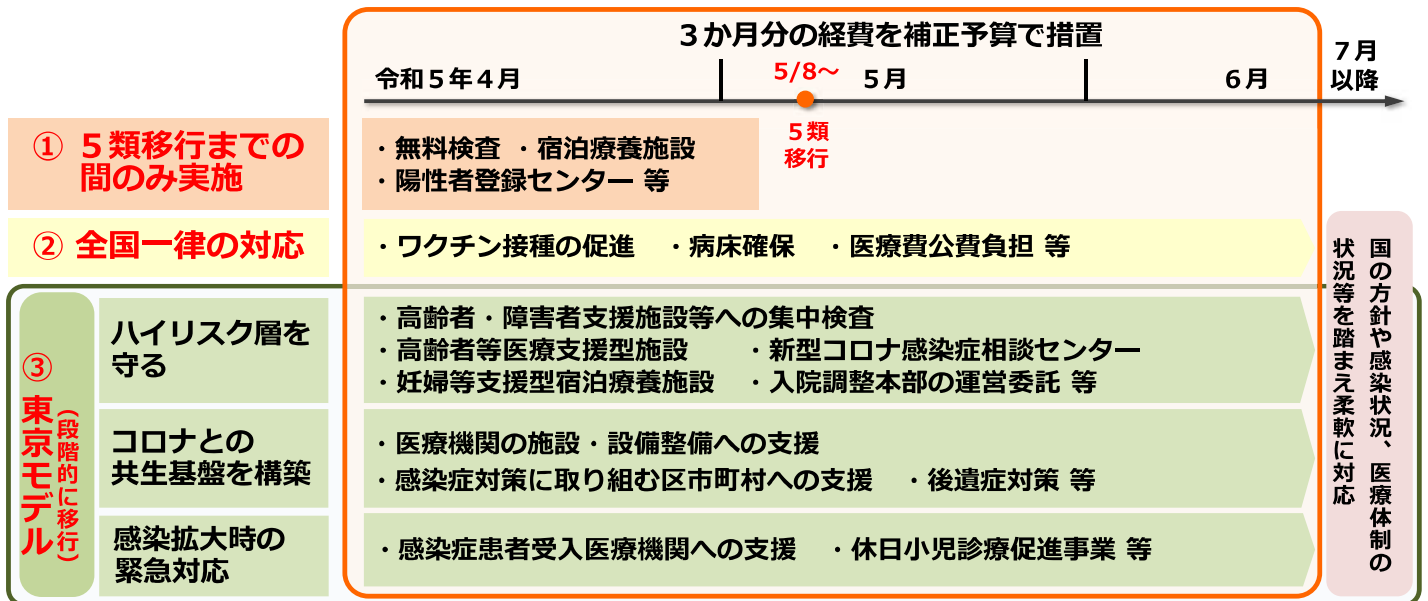 ３か月分の経費を補正予算で措置
令和５年４月
5/8～
５月
６月
７月
以降
５類
移行
① ５類移行までの
間のみ実施
・無料検査 ・宿泊療養施設
・陽性者登録センター 等
② 全国一律の対応
・ワクチン接種の促進　・病床確保　・医療費公費負担 等
③ 東京モデル
(段階的に移行)
ハイリスク層を
守る
・高齢者・障害者支援施設等への集中検査
・高齢者等医療支援型施設　・新型コロナ感染症相談センター
・妊婦等支援型宿泊療養施設　・入院調整本部の運営委託 等
コロナとの
共生基盤を構築
・医療機関の施設・設備整備への支援
・感染症対策に取り組む区市町村への支援　・後遺症対策 等
感染拡大時の
緊急対応
・感染症患者受入医療機関への支援　・休日小児診療促進事業 等
国の方針や感染状況、医療体制の
状況等を踏まえ柔軟に対応